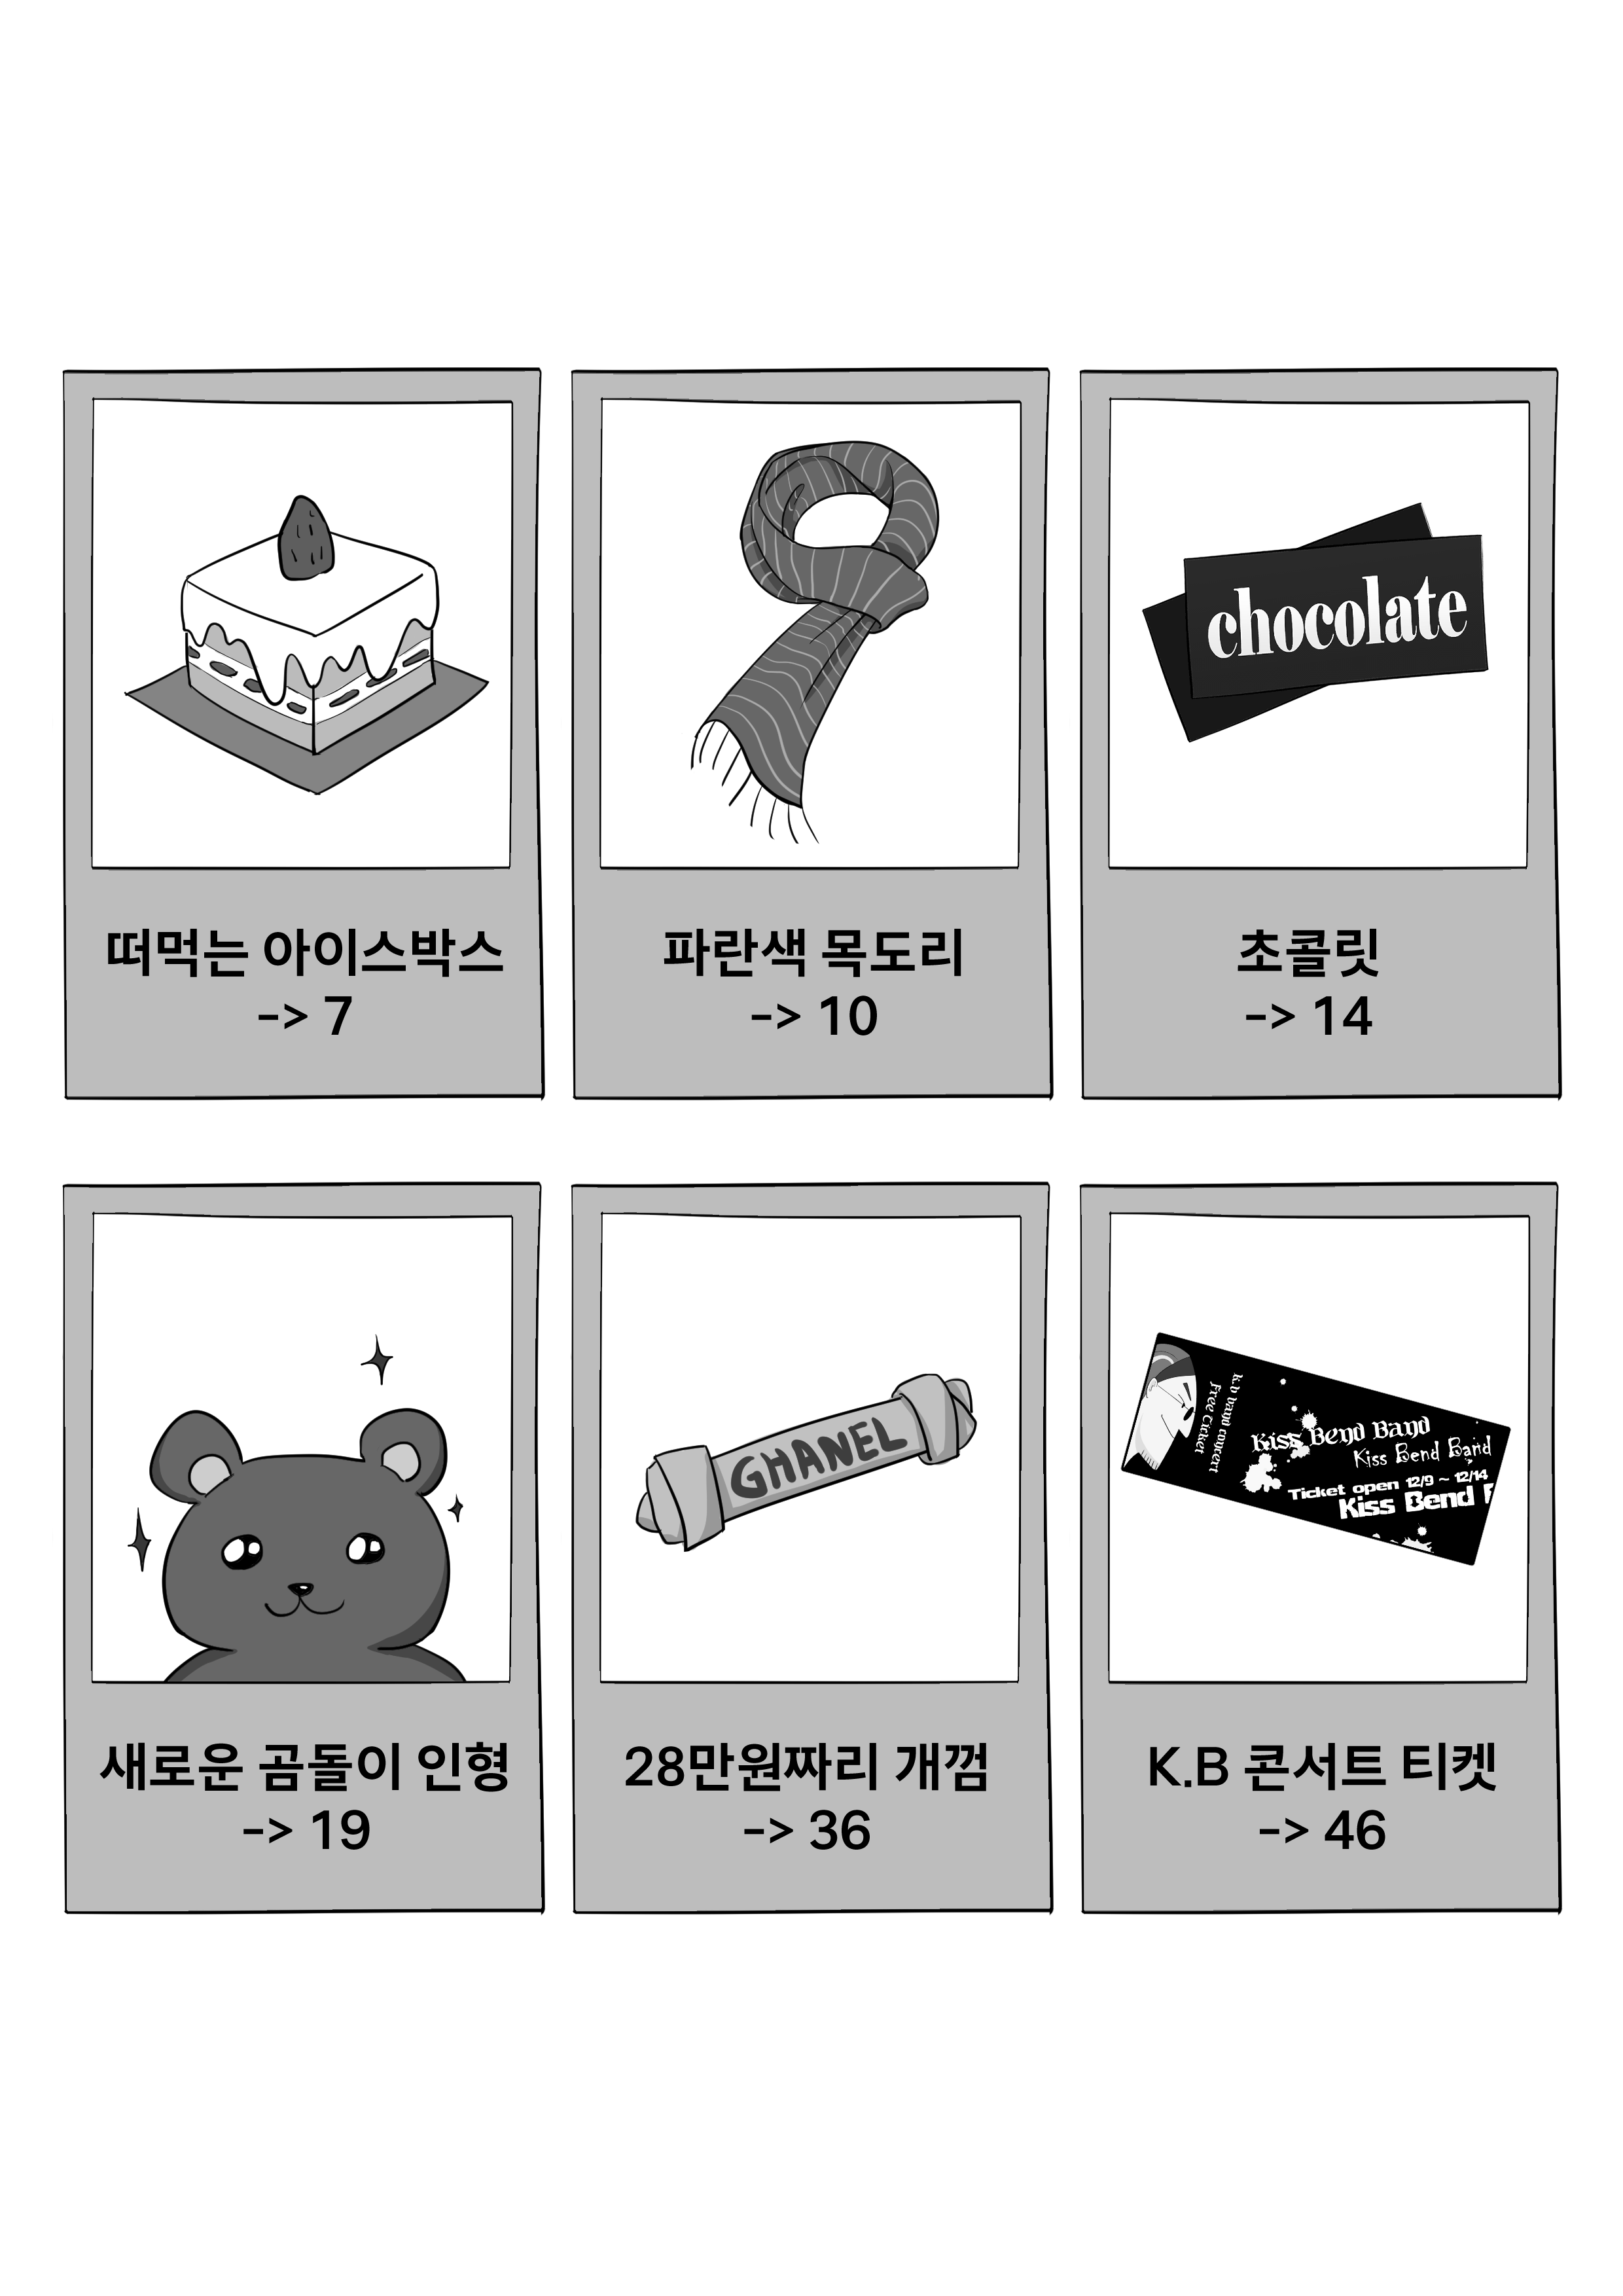 chocolate
떠먹는 아이스박스
-> 7
파란색 목도리
-> 10
초콜릿
-> 14
GHANEL
k.b band concert
Free Ticket
Kiss Bend Band
Kiss Bend Band
Ticket open 12/9 ~ 12/14
Kiss Bend
새로운 곰돌이 인형
-> 19
28만원짜리 개껌
-> 36
K.B 콘서트 티켓
-> 46